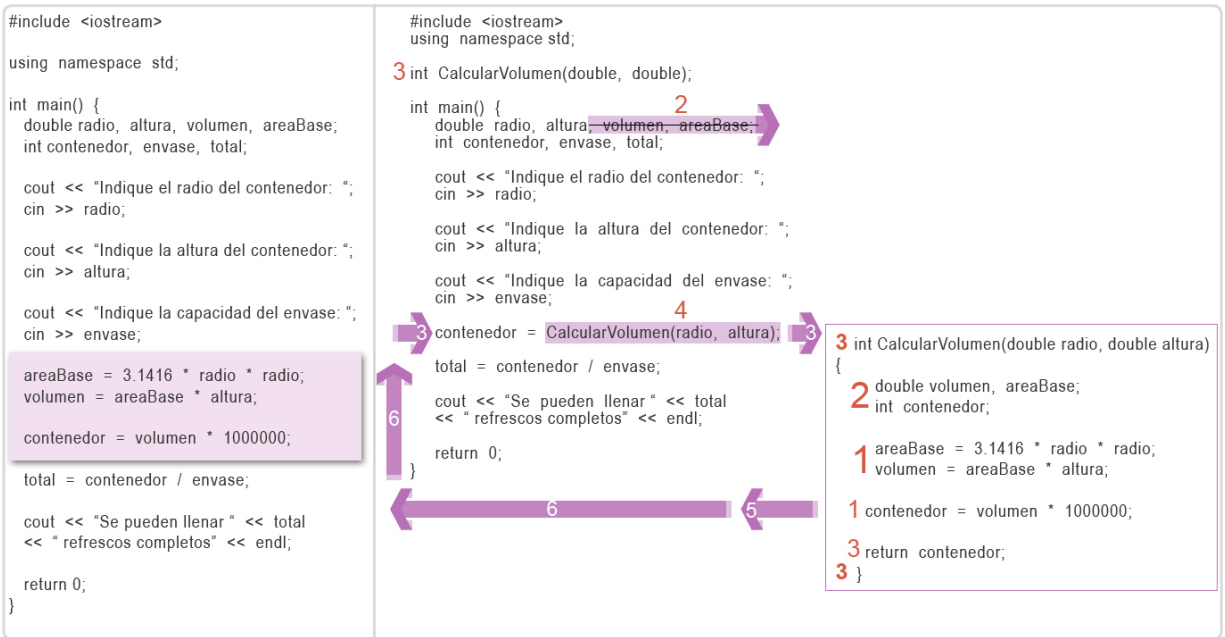 #include <iostream>
using namespace std;
int main() {
double radio, altura, volumen, areaBase;
int contenedor, envase, total;
cout << “Indique el radio del contenedor: “;
cin >> radio;
cout << “Indique la altura del contenedor: “;
cin >> altura;
cout << “Indique la capacidad del envase: “;
cin >> envase;
areaBase = 3.1416 * radio * radio;
volumen = areaBase * altura;
contenedor = volumen * 1000000;
total = contenedor / envase;
cout << “Se pueden llenar “ << total
<< “ refrescos completos” << endl;
return 0;
}
#include <iostream>
using namespace std;
3 int CalcularVolumen(double, double);
int main() {
2
double radio, altura, volumen, areaBase;
int contenedor, envase, total;
cout << “Indique el radio del contenedor: “;
cin >> radio;
cout << “Indique la altura del contenedor: “;
cin >> altura;
cout << “Indique la capacidad del envase: “;
cin >> envase;
4
3 contenedor = CalcularVolumen(radio, altura); 3
total = contenedor / envase;
6
cout << “Se pueden llenar “ << total
<< “ refrescos completos” << endl;
return 0;
}
6 5
3 int CalcularVolumen(double radio, double altura)
{
2 double volumen, areaBase;
int contenedor;
1 areaBase = 3.1416 * radio * radio;
volumen = areaBase * altura;
1 contenedor = volumen * 1000000;
3 return contenedor;
3 }